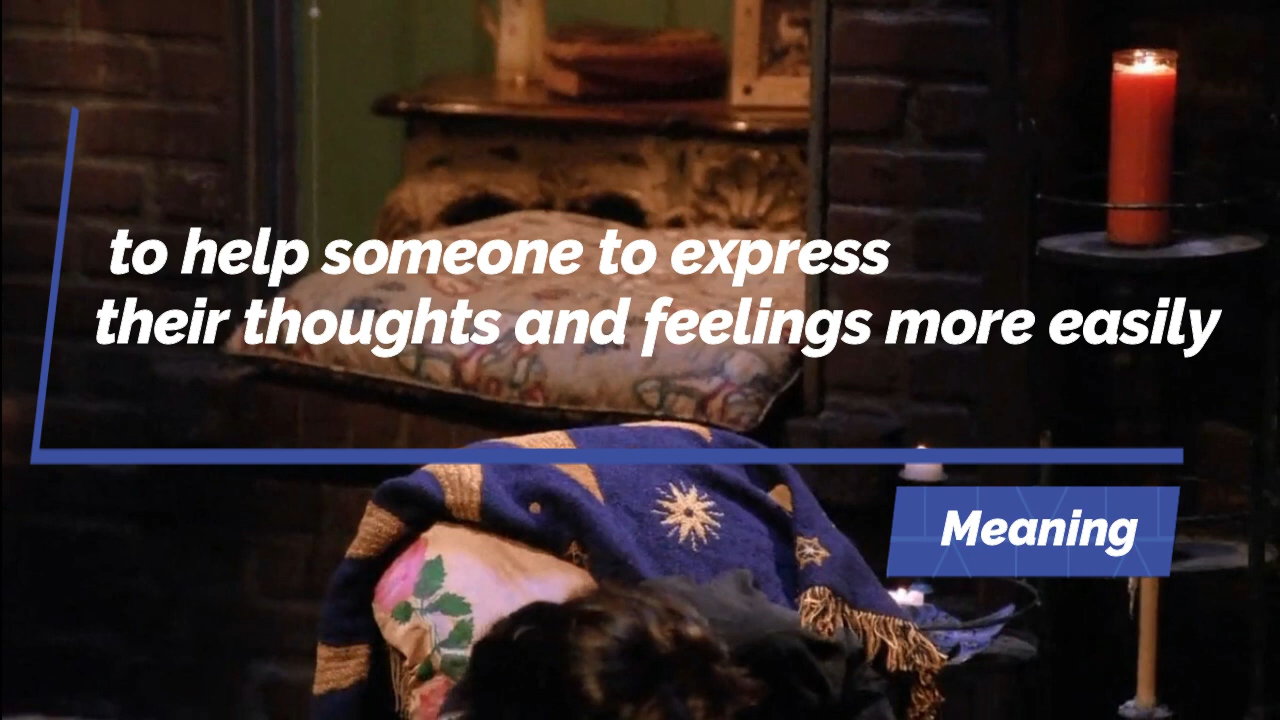 to help someone to express
their thoughts and feelings more easily
Meaning